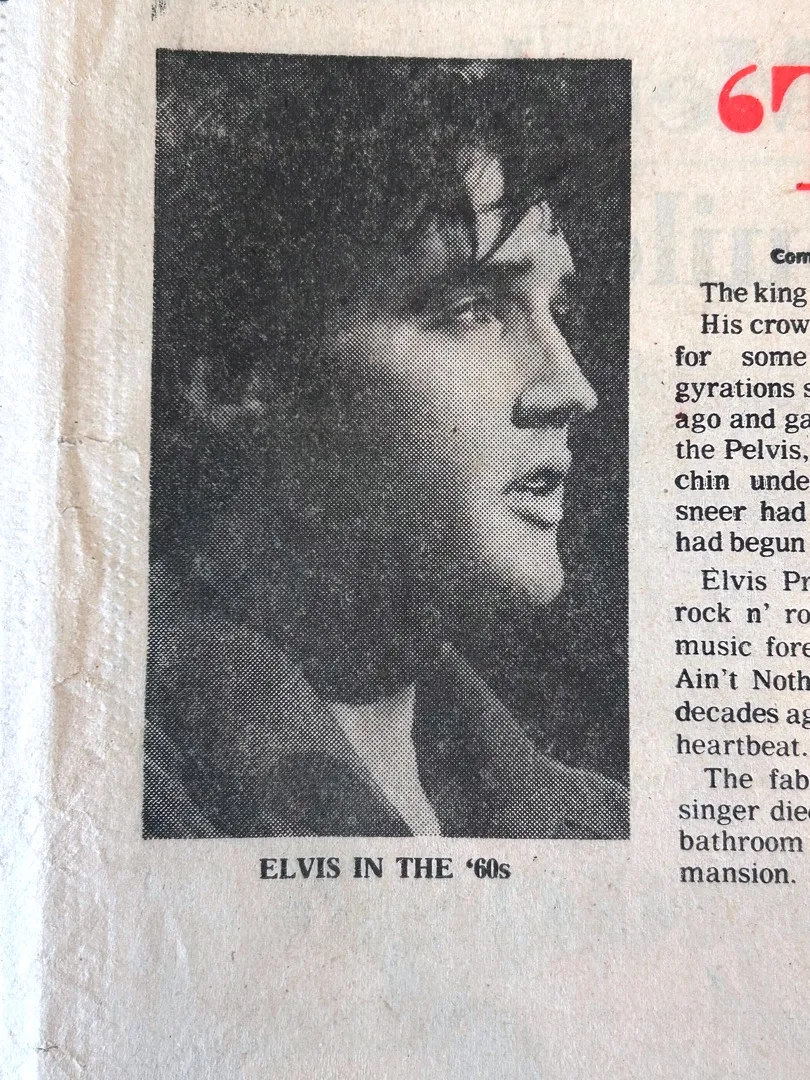 ELVIS IN THE ‘60s
‘T
Com
The king
His crow
for some
gyrations s
ago and ga
the Pelvis,
chin unde
sneer had
had begun
Elvis Pr
rock n’ ro
music fore
Ain’t Noth
decades ag
heartbeat.
The fab
singer died
bathroom
mansion.